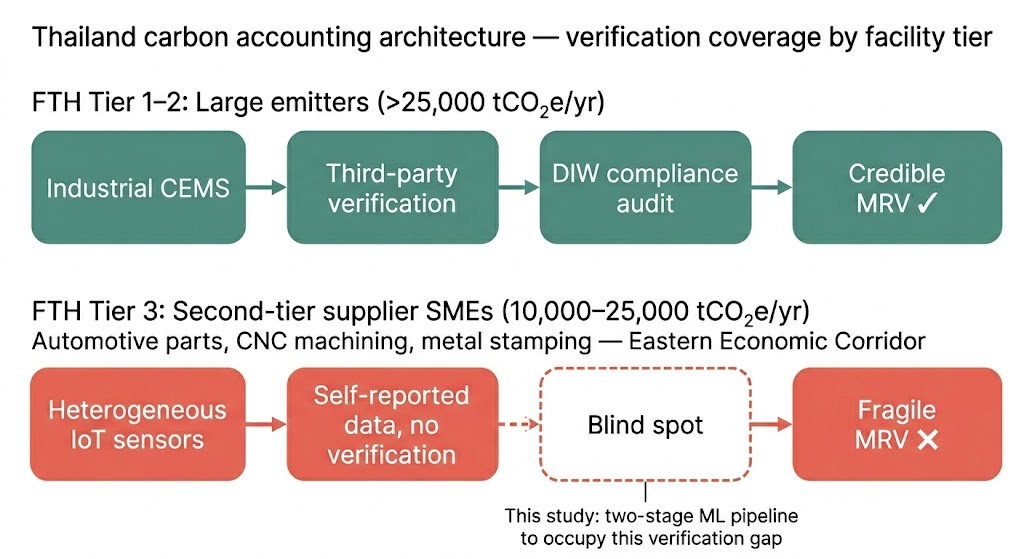 Thailand carbon accounting architecture — verification coverage by facility tier
FTH Tier 1–2: Large emitters (>25,000 tCO₂e/yr)
Industrial CEMS
Third-party
verification
DIW compliance
audit
Credible
MRV ✓
FTH Tier 3: Second-tier supplier SMEs (10,000–25,000 tCO₂e/yr)
Automotive parts, CNC machining, metal stamping — Eastern Economic Corridor
Heterogeneous
IoT sensors
Self-reported
data, no
verification
Blind spot
Fragile
MRV ✕
This study: two-stage ML pipeline
to occupy this verification gap